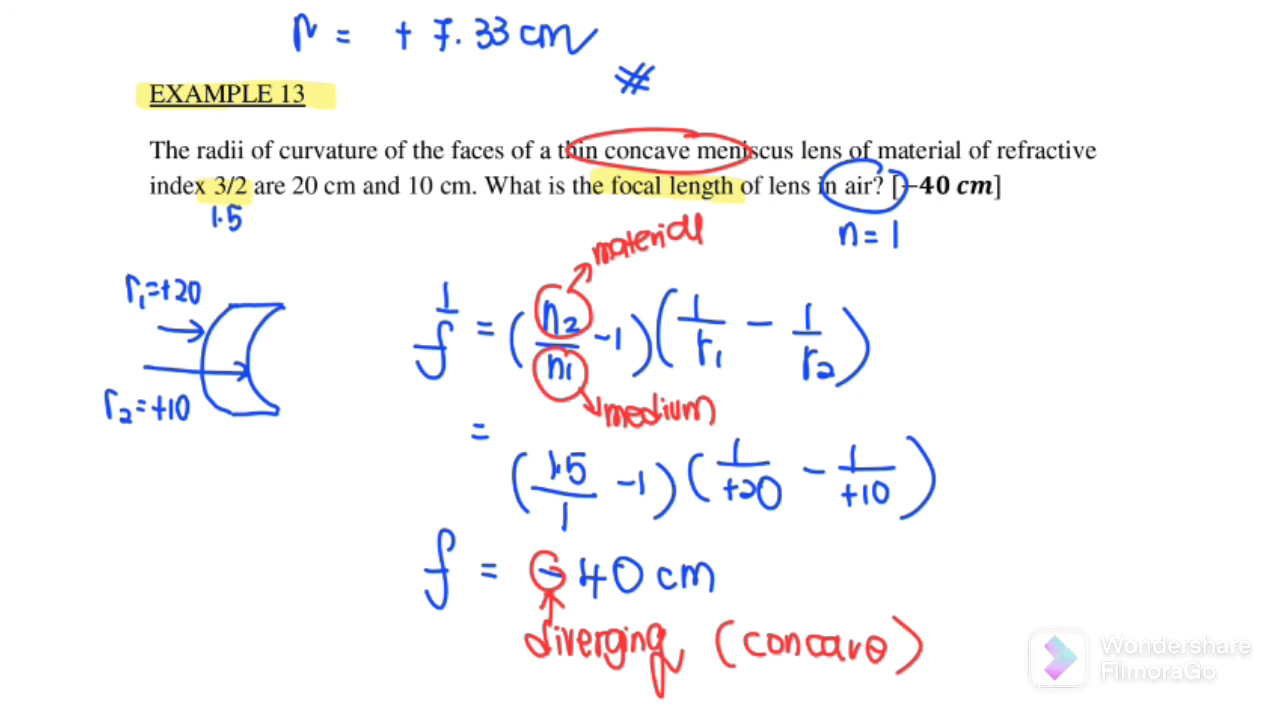 r = + 7.33 cm
#
EXAMPLE 13
The radii of curvature of the faces of a thin concave meniscus lens of material of refractive
index 3/2 are 20 cm and 10 cm. What is the focal length of lens in air? [−40 cm]
1.5
n = 1
material
r₁=+20
r₂=+10
1/f = (n₂/n₁ − 1)(1/r₁ − 1/r₂)
medium
= (1.5/1 − 1)(1/+20 − 1/+10)
f = −40 cm
diverging (concave)
Wondershare
FilmoraGo